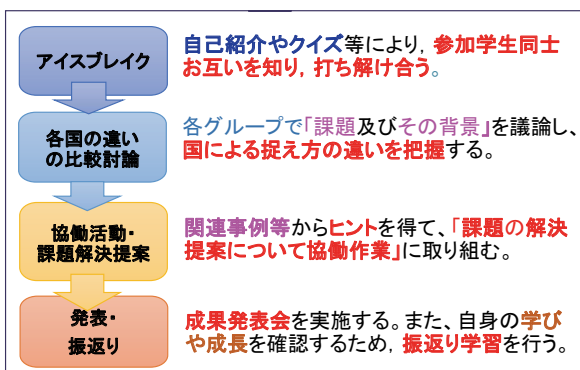 アイスブレイク
自己紹介やクイズ等により，参加学生同士
お互いを知り，打ち解け合う。
各国の違い
の比較討論
各グループで「課題及びその背景」を議論し、
国による捉え方の違いを把握する。
協働活動・
課題解決提案
関連事例等からヒントを得て、「課題の解決
提案について協働作業」に取り組む。
発表・
振返り
成果発表会を実施する。また、自身の学び
や成長を確認するため，振返り学習を行う。